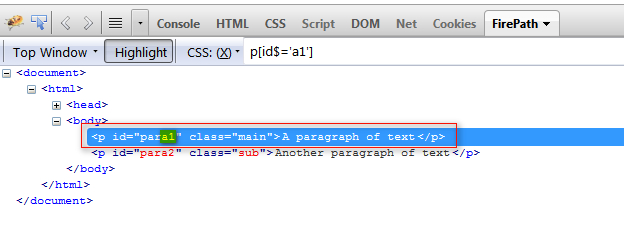 Console HTML CSS Script DOM Net Cookies FirePath
Top Window Highlight CSS: (X) p[id$='a1']
<document>
<html>
<head>
<body>
<p id="para1" class="main">A paragraph of text</p>
<p id="para2" class="sub">Another paragraph of text</p>
</body>
</html>
</document>